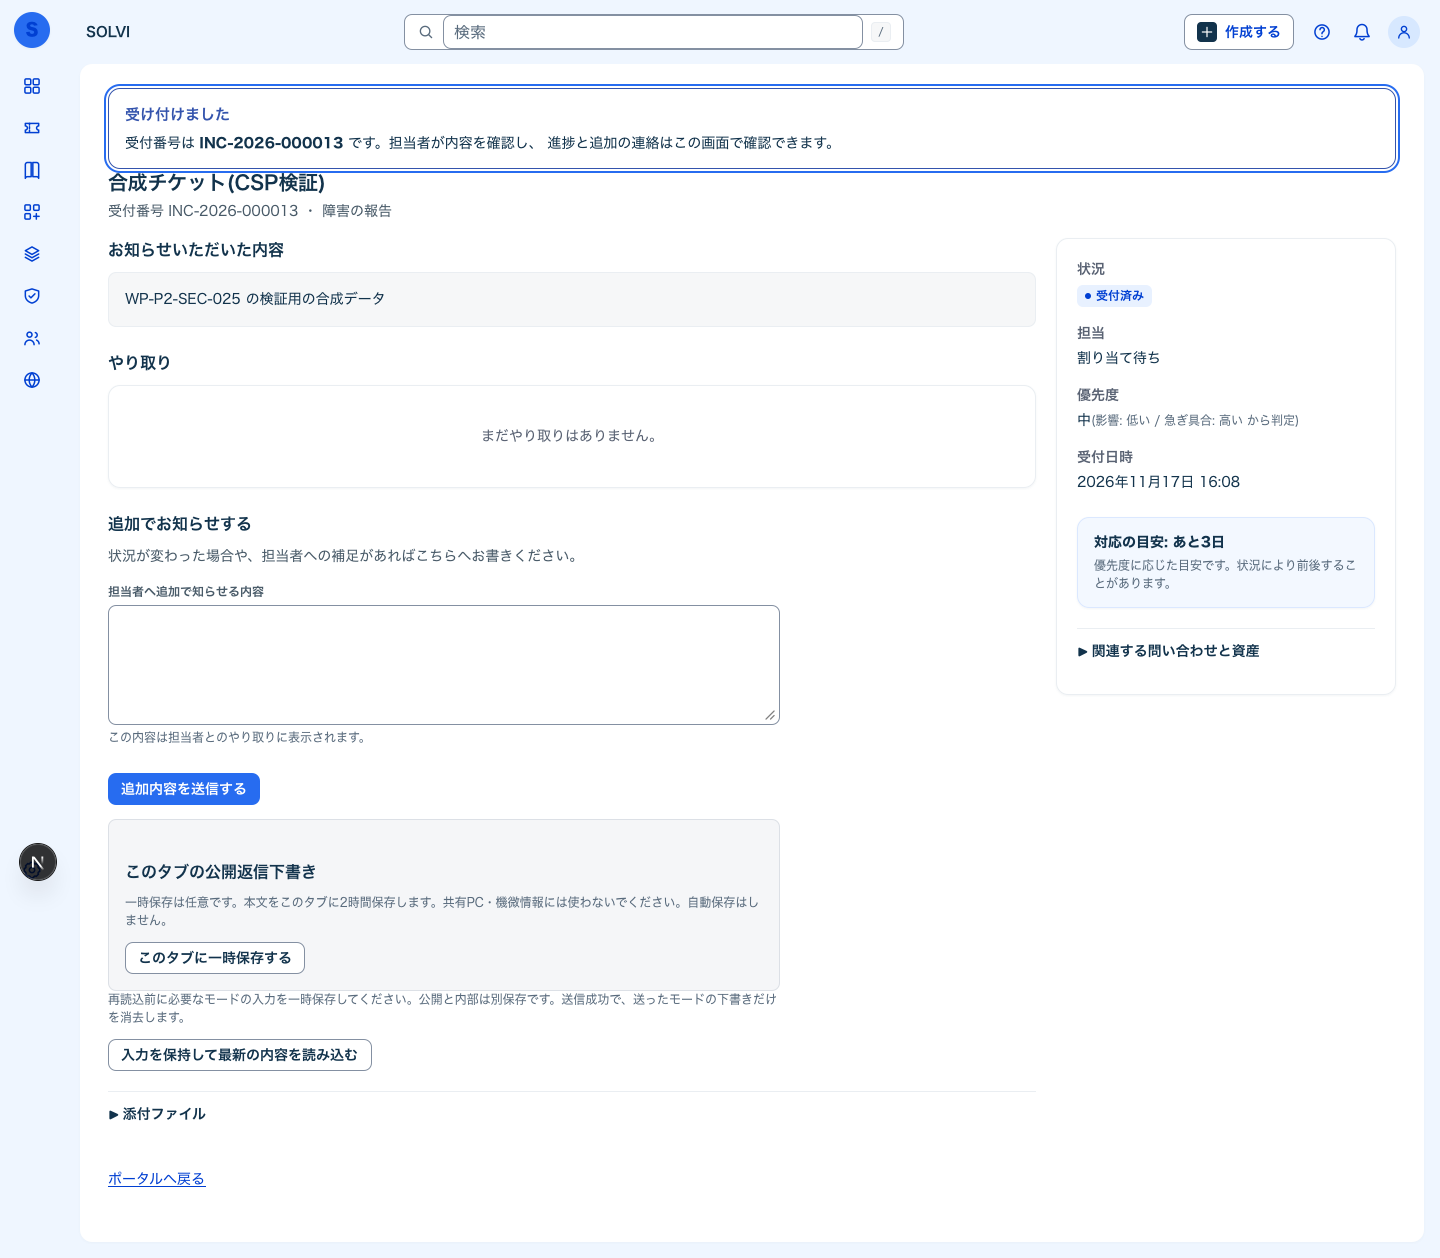 S
SOLVI
検索
/
作成する
受け付けました
受付番号は INC-2026-000013 です。担当者が内容を確認し、 進捗と追加の連絡はこの画面で確認できます。
合成チケット(CSP検証)
受付番号 INC-2026-000013 ・ 障害の報告
お知らせいただいた内容
WP-P2-SEC-025 の検証用の合成データ
やり取り
まだやり取りはありません。
追加でお知らせする
状況が変わった場合や、担当者への補足があればこちらへお書きください。
担当者へ追加で知らせる内容
この内容は担当者とのやり取りに表示されます。
追加内容を送信する
このタブの公開返信下書き
一時保存は任意です。本文をこのタブに2時間保存します。共有PC・機微情報には使わないでください。自動保存はし
ません。
このタブに一時保存する
再読込前に必要なモードの入力を一時保存してください。公開と内部は別保存です。送信成功で、送ったモードの下書きだけ
を消去します。
入力を保持して最新の内容を読み込む
添付ファイル
ポータルへ戻る
状況
受付済み
担当
割り当て待ち
優先度
中(影響: 低い / 急ぎ具合: 高い から判定)
受付日時
2026年11月17日 16:08
対応の目安: あと3日
優先度に応じた目安です。状況により前後するこ
とがあります。
関連する問い合わせと資産
N